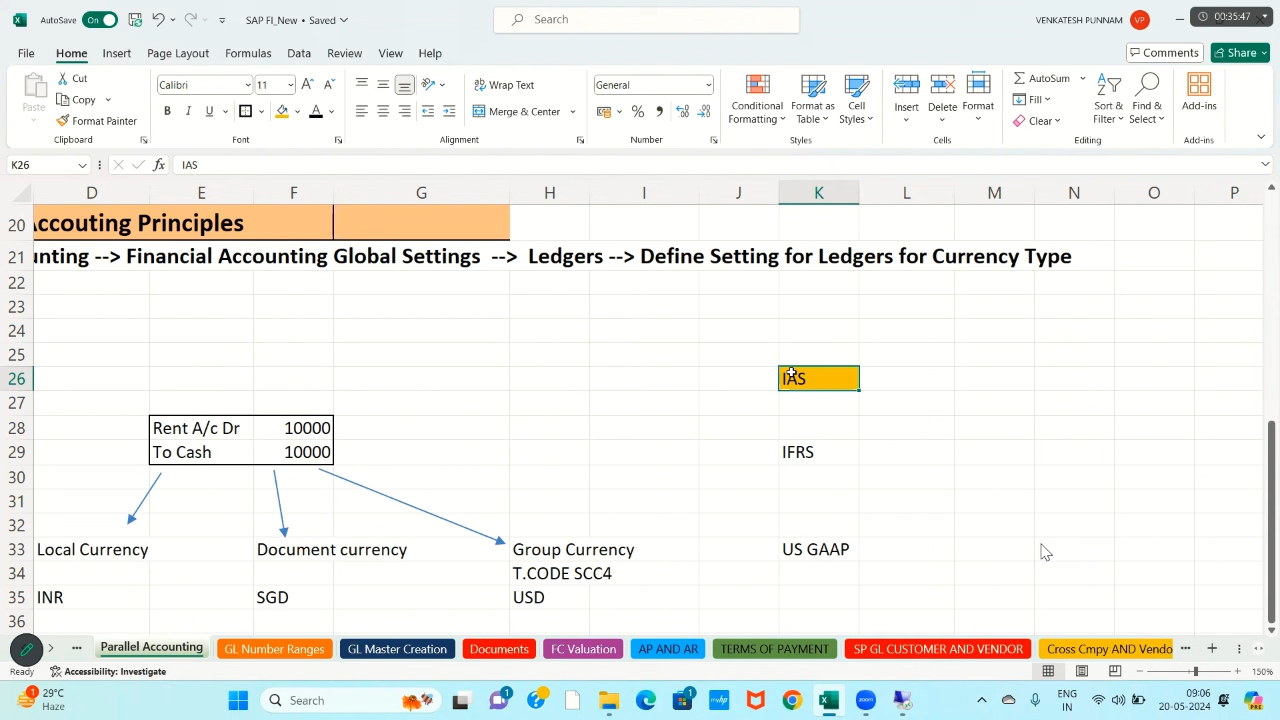 AutoSave On SAP FI_New • Saved Search VENKATESH PUNNAM VP 00:35:47
File Home Insert Page Layout Formulas Data Review View Help Comments Share
Paste Cut Copy Format Painter
Clipboard
Calibri 11
B I U
Font
Wrap Text
Merge & Center
Alignment
General
Number
Conditional Formatting Format as Table Cell Styles
Styles
Insert Delete Format
Cells
AutoSum Fill Clear
Sort & Filter Find & Select
Editing
Add-ins
Add-ins
K26 fx IAS
D E F G H I J K L M N O P
20 Accouting Principles
21 unting --> Financial Accounting Global Settings --> Ledgers --> Define Setting for Ledgers for Currency Type
22
23
24
25
26 IAS
27
28 Rent A/c Dr 10000
29 To Cash 10000 IFRS
30
31
32
33 Local Currency Document currency Group Currency US GAAP
34 T.CODE SCC4
35 INR SGD USD
36
Parallel Accounting GL Number Ranges GL Master Creation Documents FC Valuation AP AND AR TERMS OF PAYMENT SP GL CUSTOMER AND VENDOR Cross Cmpy AND Vendo
Ready Accessibility: Investigate 150%
29°C
Haze
Search
ENG
IN
09:06
20-05-2024